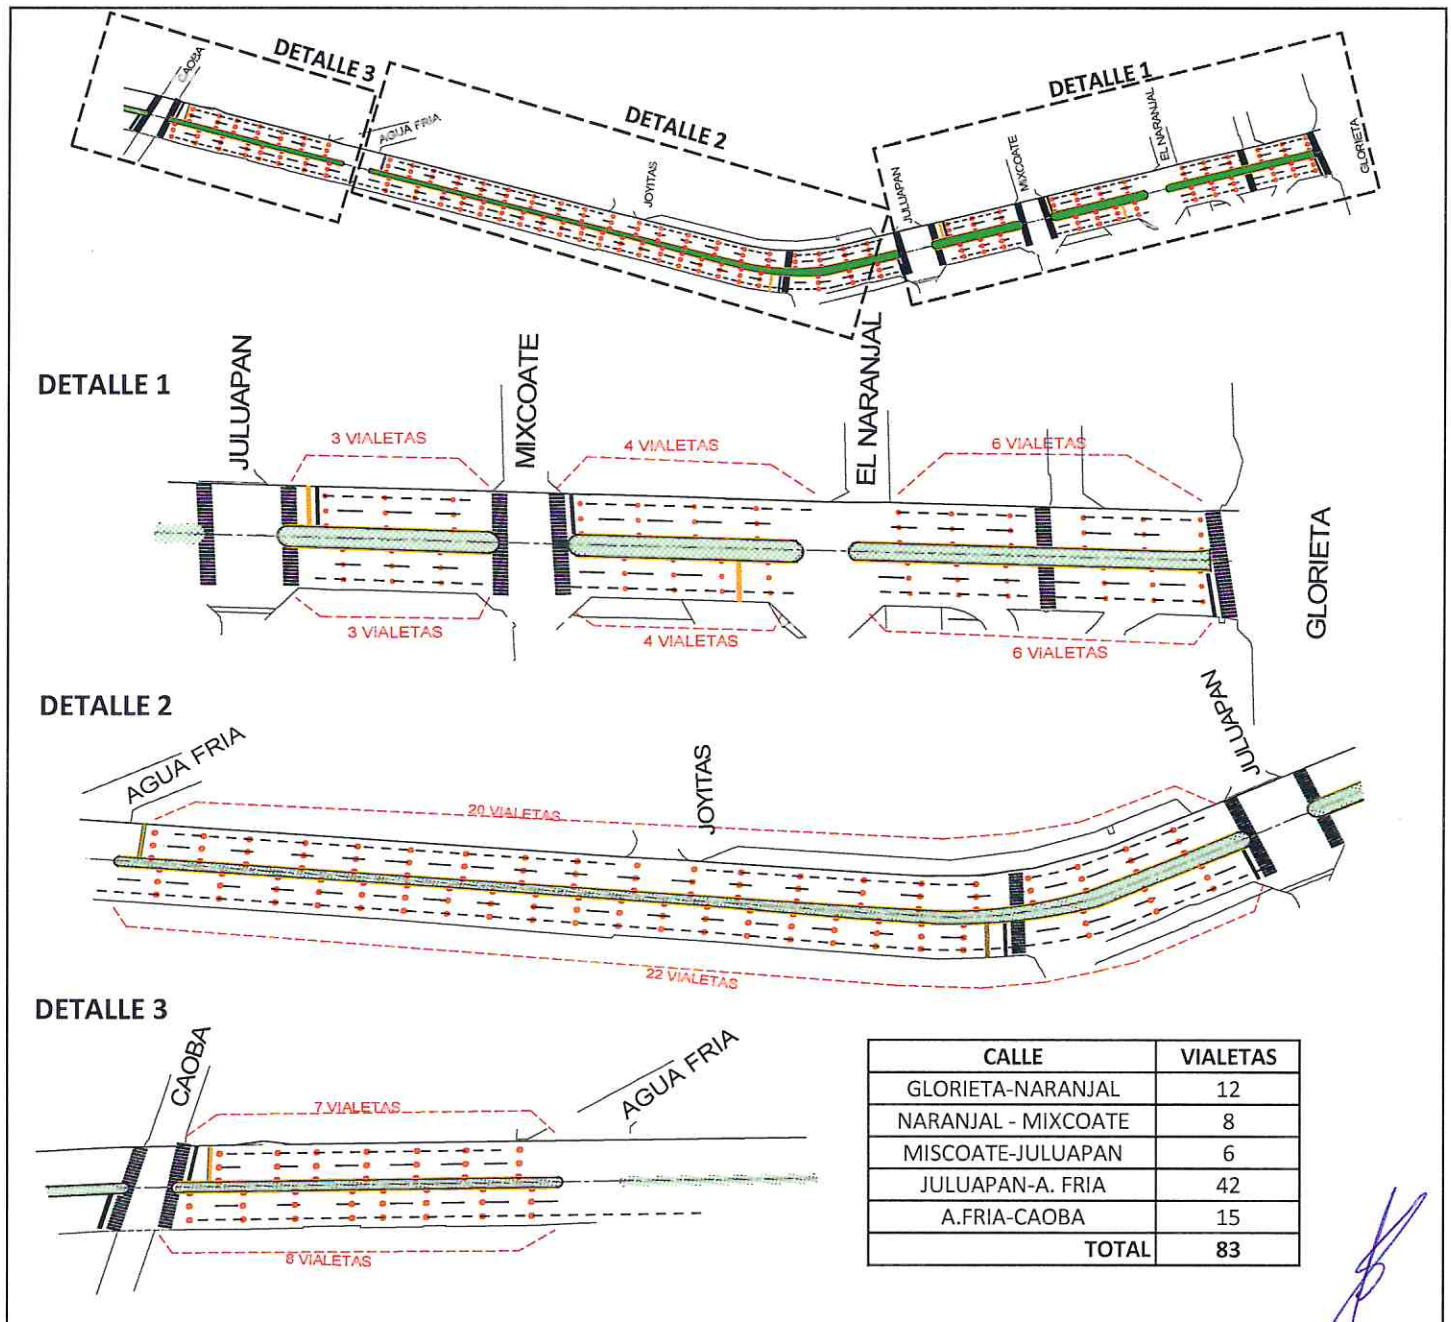 DETALLE 3
CAOBA
AGUA FRIA
DETALLE 2
JOYITAS
DETALLE 1
JULUAPAN
MIXCOATE
EL NARANJAL
GLORIETA
DETALLE 1
JULUAPAN
3 VIALETAS
MIXCOATE
4 VIALETAS
EL NARANJAL
6 VIALETAS
GLORIETA
3 VIALETAS
4 VIALETAS
6 VIALETAS
DETALLE 2
AGUA FRIA
20 VIALETAS
JOYITAS
JULUAPAN
22 VIALETAS
DETALLE 3
CAOBA
7 VIALETAS
AGUA FRIA
8 VIALETAS
CALLE VIALETAS
GLORIETA-NARANJAL 12
NARANJAL - MIXCOATE 8
MISCOATE-JULUAPAN 6
JULUAPAN-A. FRIA 42
A.FRIA-CAOBA 15
TOTAL 83